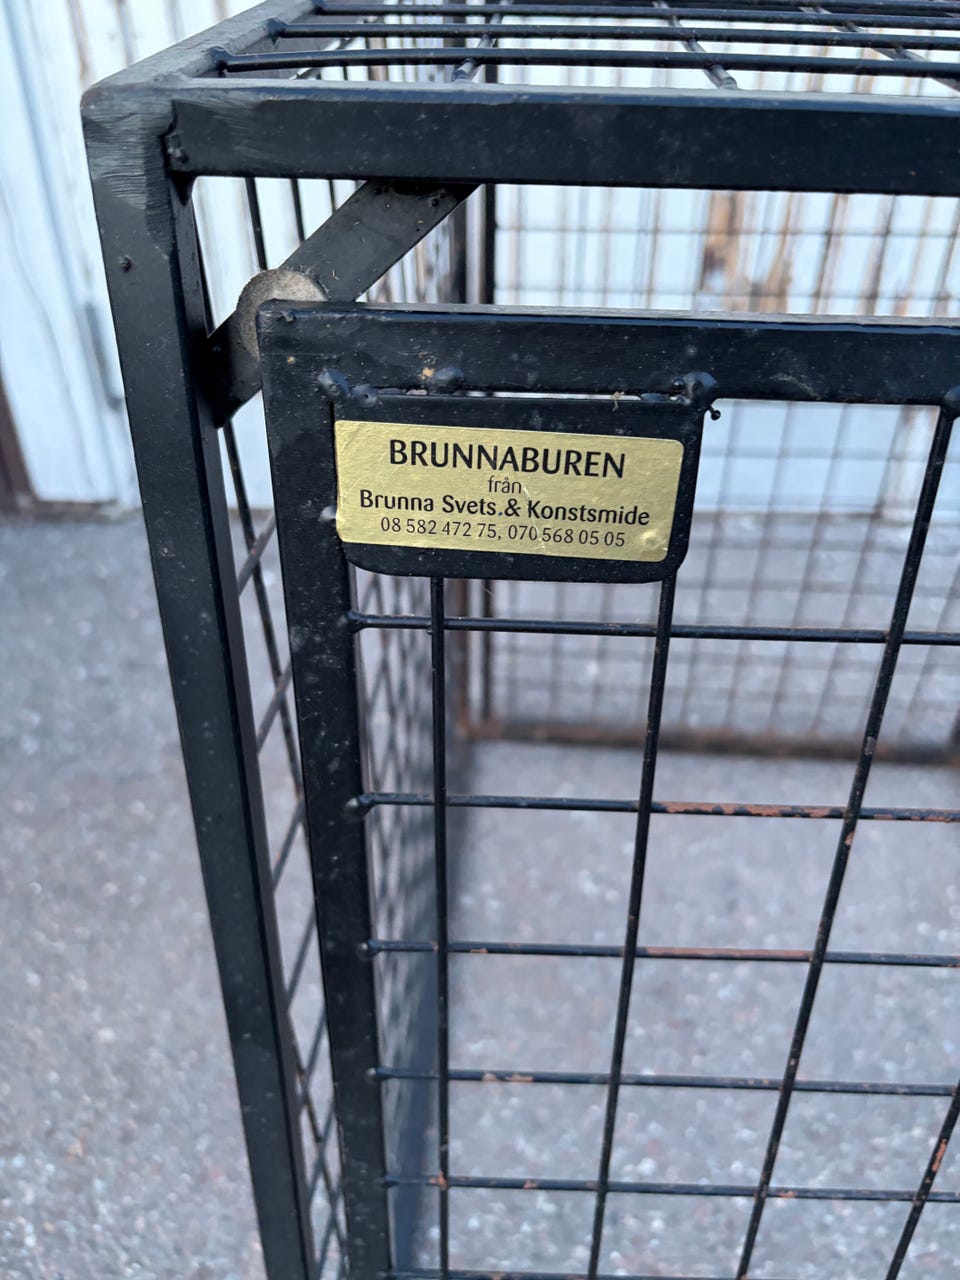 BRUNNABUREN
från
Brunna Svets.& Konstsmide
08 582 472 75, 070 568 05 05